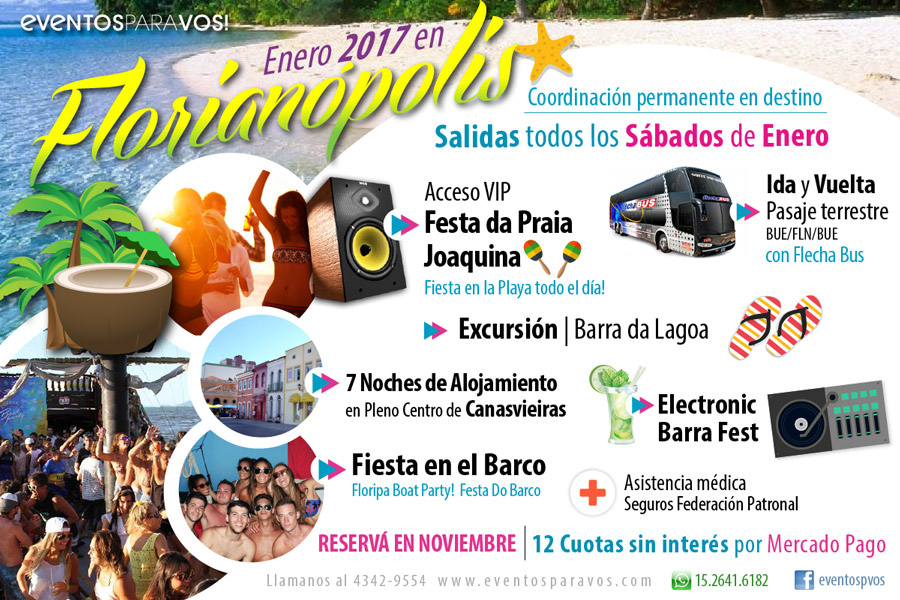 eVENTOSPARAVOS!
Enero 2017 en
Florianópolis
Coordinación permanente en destino
Salidas todos los Sábados de Enero
Acceso VIP
Festa da Praia
Joaquina
Fiesta en la Playa todo el día!
Ida y Vuelta
Pasaje terrestre
BUE/FLN/BUE
con Flecha Bus
Excursión | Barra da Lagoa
7 Noches de Alojamiento
en Pleno Centro de Canasvieiras
Electronic
Barra Fest
Fiesta en el Barco
Floripa Boat Party! Festa Do Barco
Asistencia médica
Seguros Federación Patronal
RESERVÁ EN NOVIEMBRE | 12 Cuotas sin interés por Mercado Pago
Llamanos al 4342-9554 www.eventosparavos.com 15.2641.6182 eventospvos